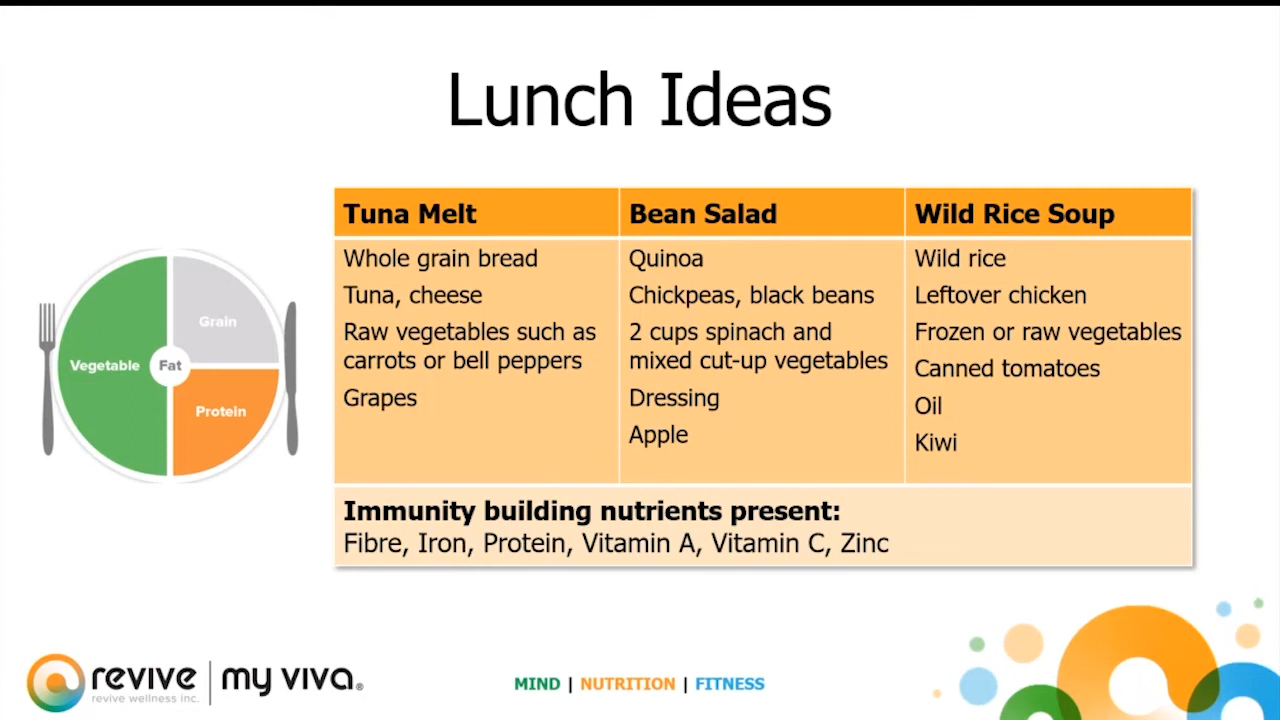 Lunch Ideas
Tuna Melt
Whole grain bread
Tuna, cheese
Raw vegetables such as
carrots or bell peppers
Grapes
Bean Salad
Quinoa
Chickpeas, black beans
2 cups spinach and
mixed cut-up vegetables
Dressing
Apple
Wild Rice Soup
Wild rice
Leftover chicken
Frozen or raw vegetables
Canned tomatoes
Oil
Kiwi
Immunity building nutrients present:
Fibre, Iron, Protein, Vitamin A, Vitamin C, Zinc
Grain
Vegetable
Fat
Protein
revive | my viva®
revive wellness inc.
MIND | NUTRITION | FITNESS